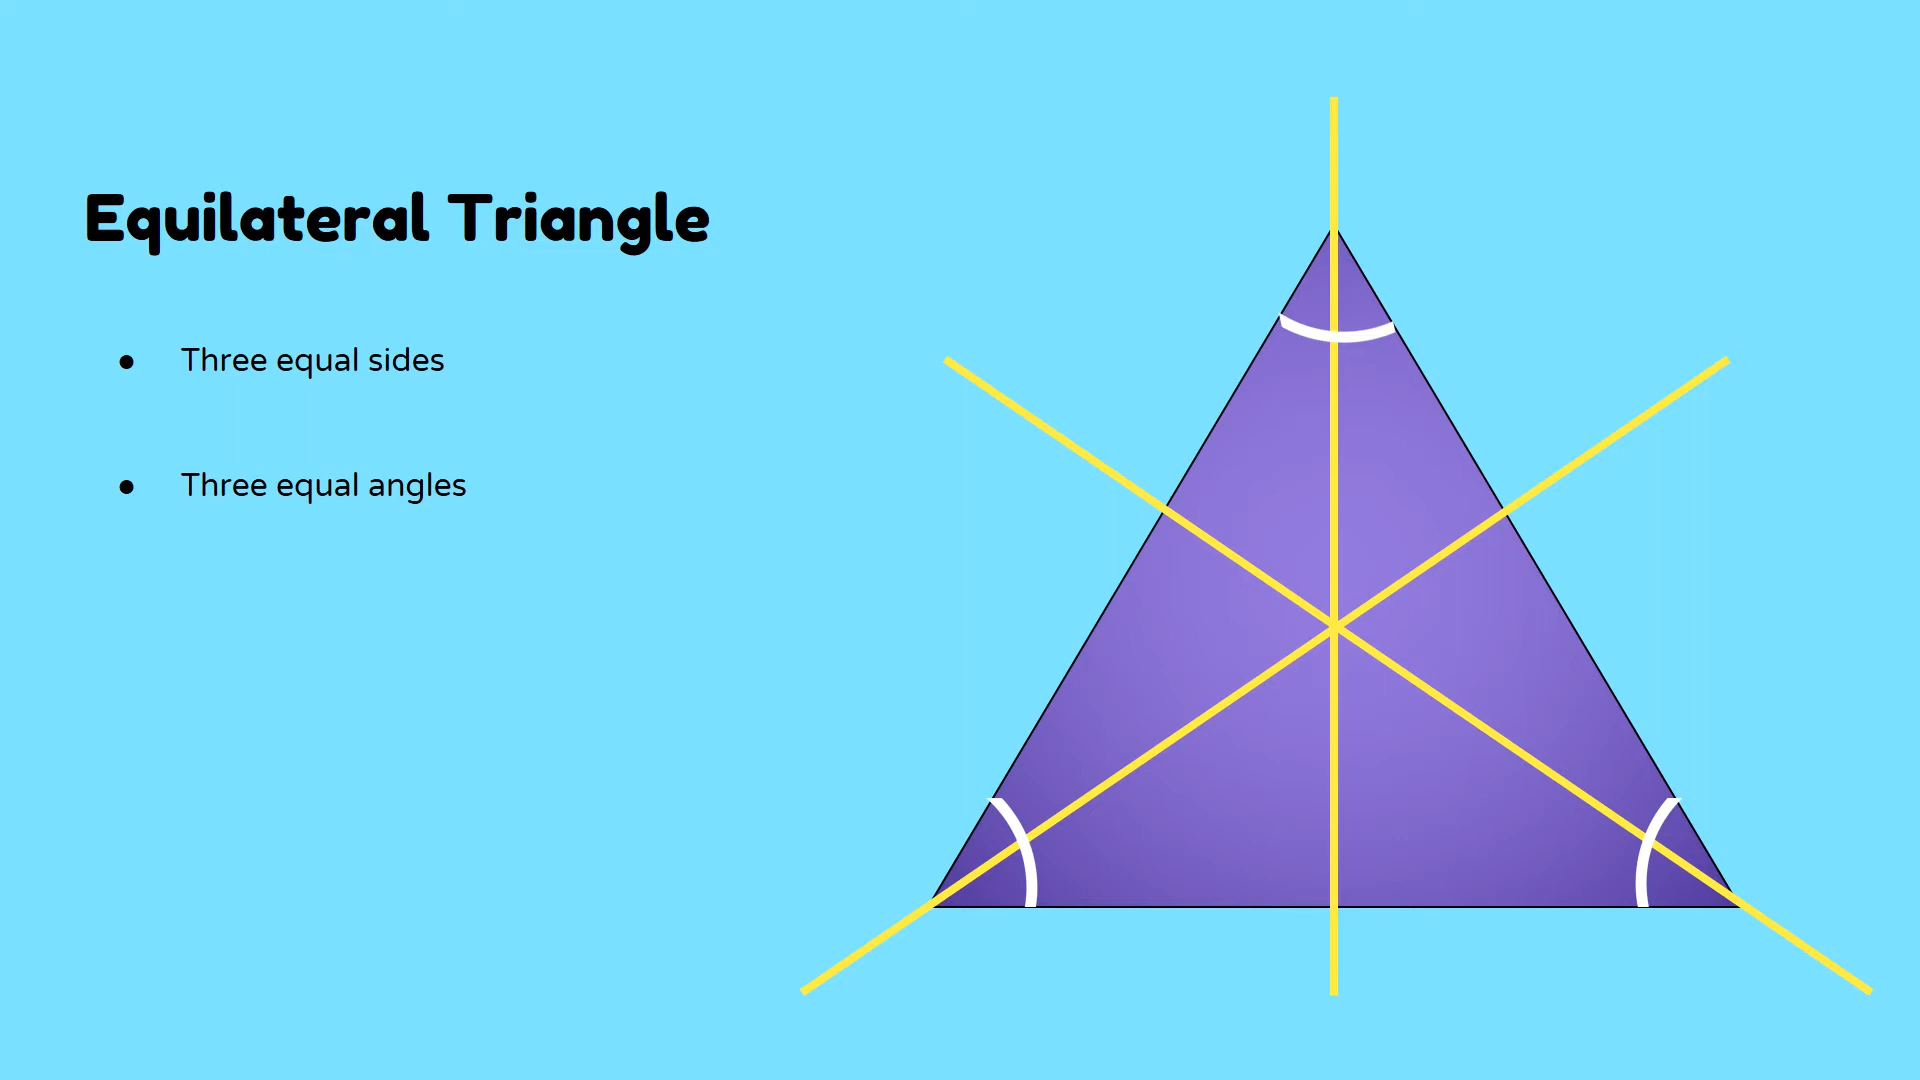 Equilateral Triangle
● Three equal sides
● Three equal angles